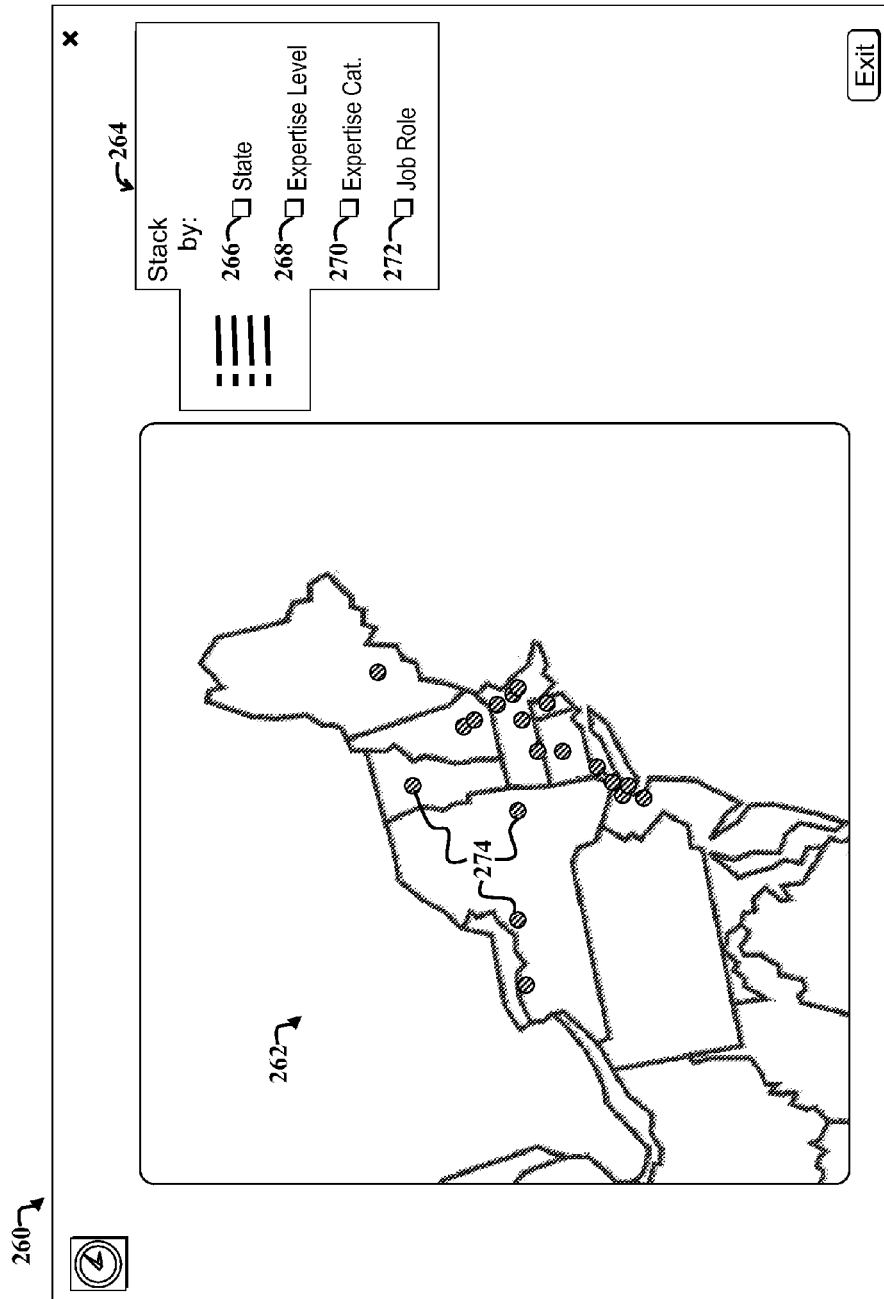 260
×
264
Stack
by:
266 State
268 Expertise Level
270 Expertise Cat.
272 Job Role
262
274
Exit